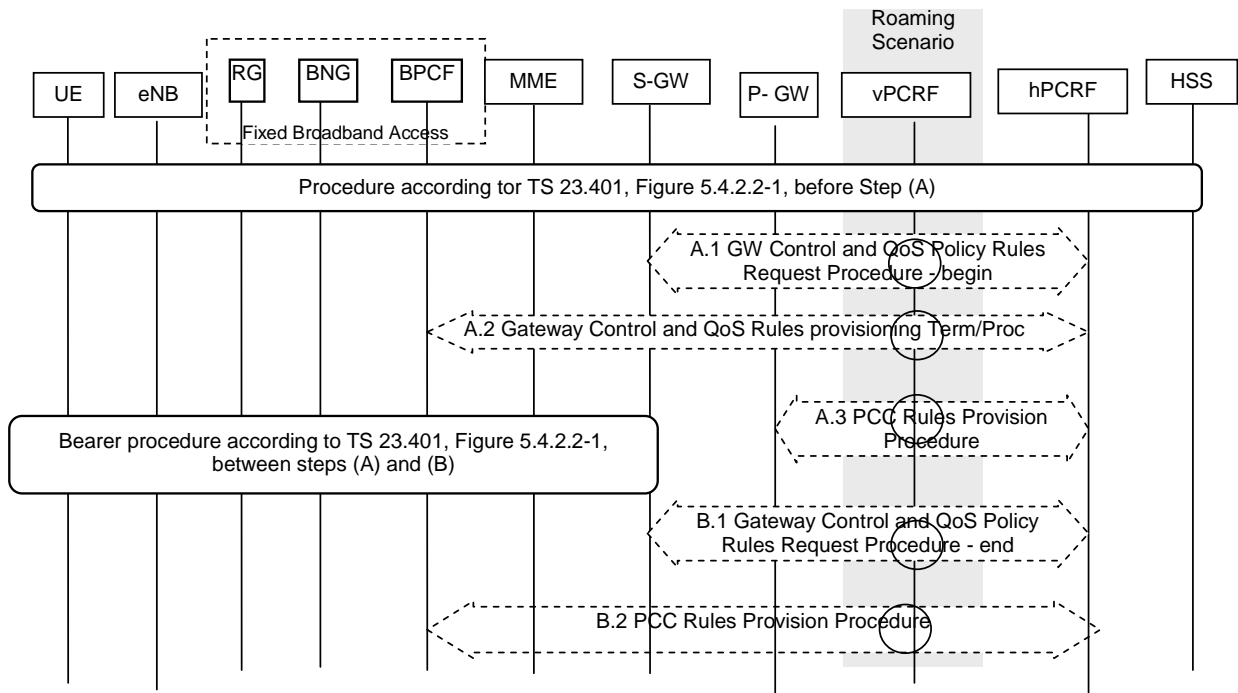 Roaming
Scenario
UE
eNB
RG
BNG
BPCF
MME
S-GW
P- GW
vPCRF
hPCRF
HSS
Fixed Broadband Access
Procedure according tor TS 23.401, Figure 5.4.2.2-1, before Step (A)
A.1 GW Control and QoS Policy Rules
Request Procedure - begin
A.2 Gateway Control and QoS Rules provisioning Term/Proc
A.3 PCC Rules Provision
Procedure
Bearer procedure according to TS 23.401, Figure 5.4.2.2-1,
between steps (A) and (B)
B.1 Gateway Control and QoS Policy
Rules Request Procedure - end
B.2 PCC Rules Provision Procedure